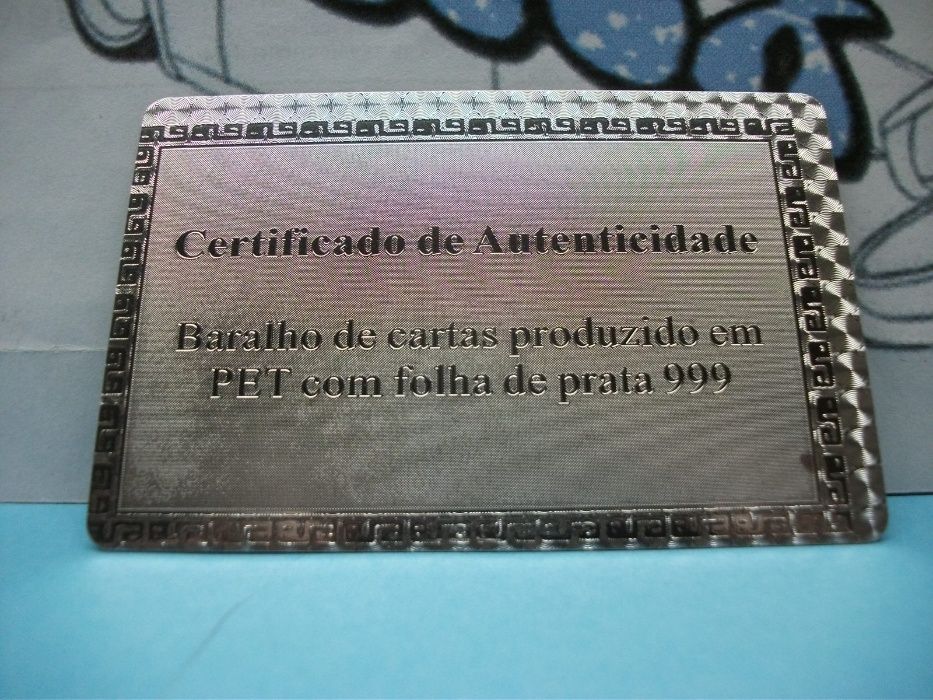 Certificado de Autenticidade
Baralho de cartas produzido em
PET com folha de prata 999